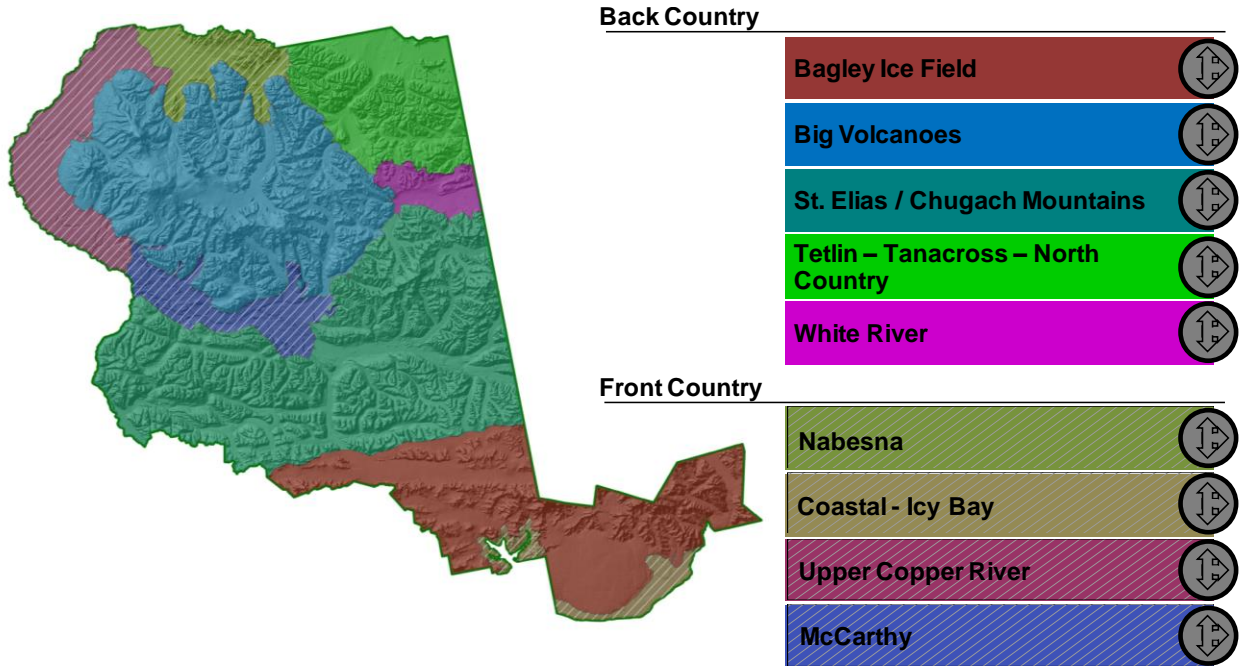 Back Country
Bagley Ice Field
Big Volcanoes
St. Elias / Chugach Mountains
Tetlin – Tanacross – North
Country
White River
Front Country
Nabesna
Coastal - Icy Bay
Upper Copper River
McCarthy